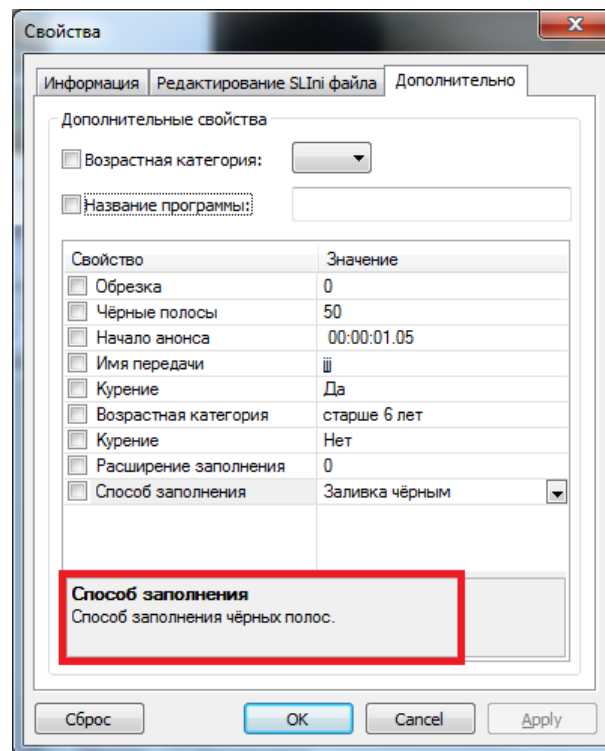 Свойства
Информация Редактирование SLIni файла Дополнительно
Дополнительные свойства
Возрастная категория:
Название программы:
Свойство Значение
Обрезка 0
Чёрные полосы 50
Начало анонса 00:00:01.05
Имя передачи jjj
Курение Да
Возрастная категория старше 6 лет
Курение Нет
Расширение заполнения 0
Способ заполнения Заливка чёрным
Способ заполнения
Способ заполнения чёрных полос.
Сброс OK Cancel Apply